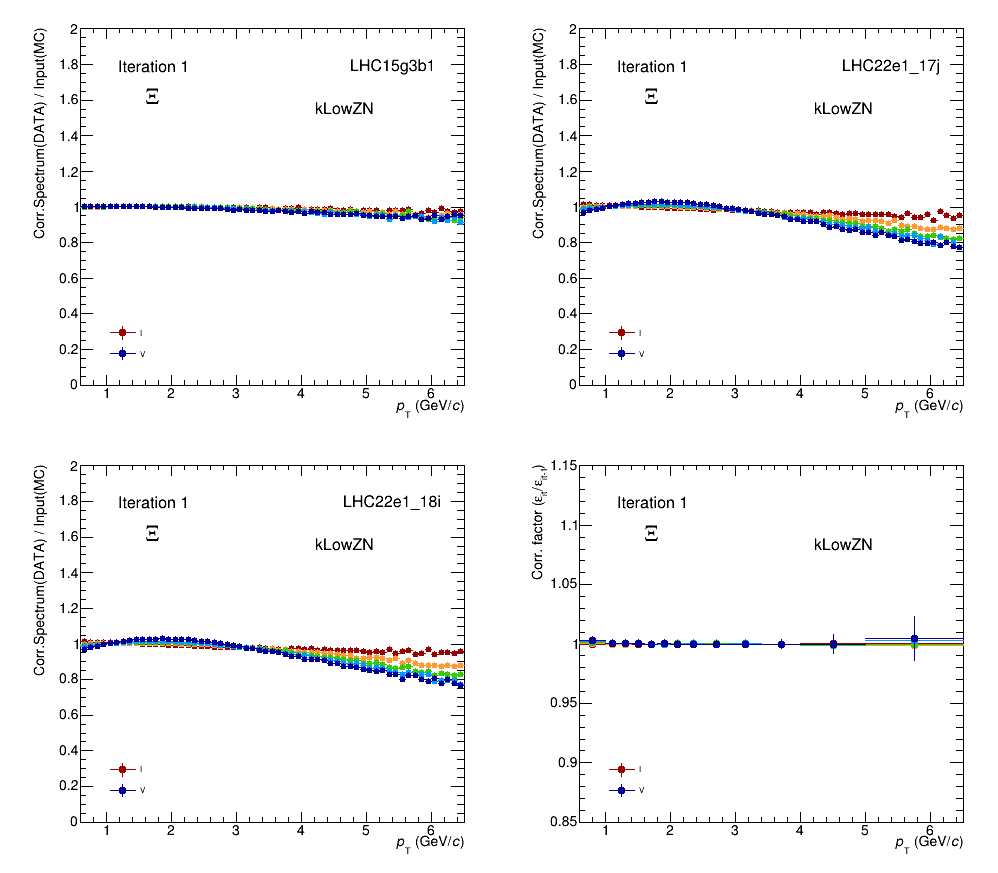 Corr.Spectrum(DATA) / Input(MC)
2
1.8
1.6
1.4
1.2
1
0.8
0.6
0.4
0.2
0
Iteration 1
LHC15g3b1
Ξ
kLowZN
I
V
1 2 3 4 5 6
p_T (GeV/c)
Corr.Spectrum(DATA) / Input(MC)
2
1.8
1.6
1.4
1.2
1
0.8
0.6
0.4
0.2
0
Iteration 1
LHC22e1_17j
Ξ
kLowZN
I
V
1 2 3 4 5 6
p_T (GeV/c)
Corr.Spectrum(DATA) / Input(MC)
2
1.8
1.6
1.4
1.2
1
0.8
0.6
0.4
0.2
0
Iteration 1
LHC22e1_18i
Ξ
kLowZN
I
V
1 2 3 4 5 6
p_T (GeV/c)
Corr. factor (ε_it/ε_it-1)
1.15
1.1
1.05
1
0.95
0.9
0.85
Iteration 1
Ξ
kLowZN
I
V
1 2 3 4 5 6
p_T (GeV/c)